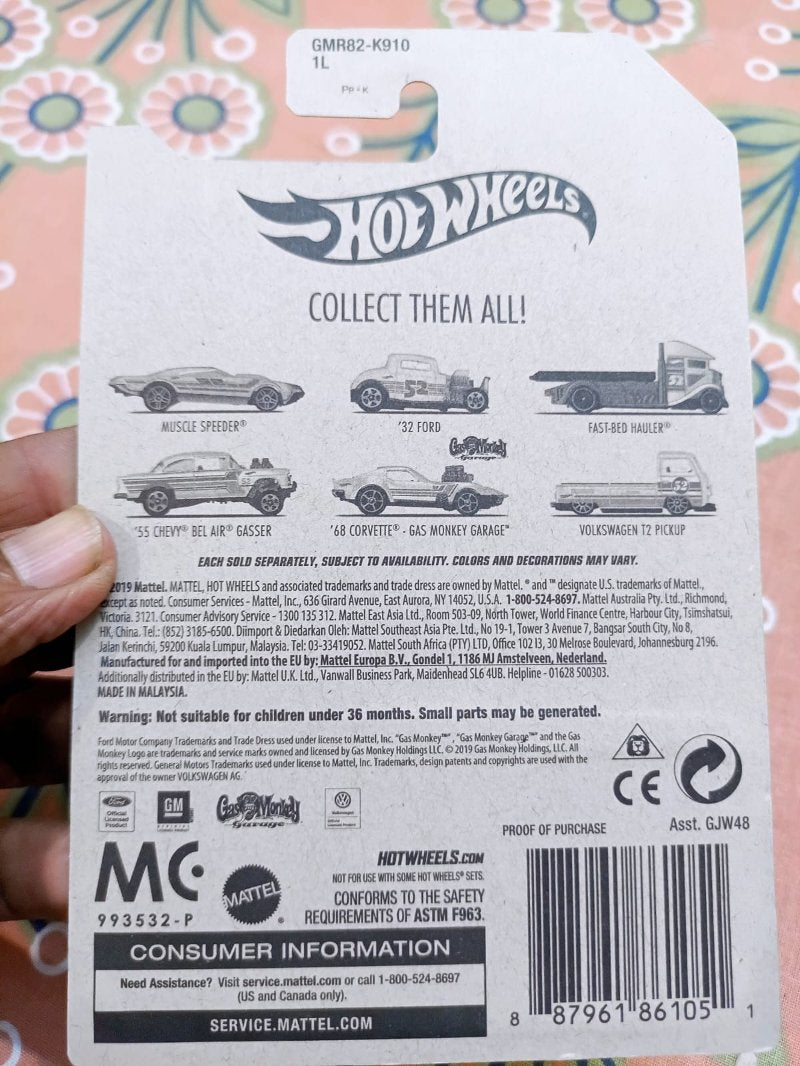 GMR82-K910
1L
Pp-K
HOT WHEELS
COLLECT THEM ALL!
MUSCLE SPEEDER®
'32 FORD
FAST-BED HAULER®
Gas Monkey
Garage
'55 CHEVY® BEL AIR® GASSER
'68 CORVETTE® - GAS MONKEY GARAGE™
VOLKSWAGEN T2 PICKUP
EACH SOLD SEPARATELY, SUBJECT TO AVAILABILITY. COLORS AND DECORATIONS MAY VARY.
2019 Mattel. MATTEL, HOT WHEELS and associated trademarks and trade dress are owned by Mattel. ® and ™ designate U.S. trademarks of Mattel,
except as noted. Consumer Services - Mattel, Inc., 636 Girard Avenue, East Aurora, NY 14052, U.S.A. 1-800-524-8697. Mattel Australia Pty. Ltd., Richmond,
Victoria. 3121. Consumer Advisory Service - 1300 135 312. Mattel East Asia Ltd., Room 503-09, North Tower, World Finance Centre, Harbour City, Tsimshatsui,
HK, China. Tel.: (852) 3185-6500. Diimport & Diedarkan Oleh: Mattel Southeast Asia Pte. Ltd., No 19-1, Tower 3 Avenue 7, Bangsar South City, No 8,
Jalan Kerinchi, 59200 Kuala Lumpur, Malaysia. Tel: 03-33419052. Mattel South Africa (PTY) LTD, Office 102 I3, 30 Melrose Boulevard, Johannesburg 2196.
Manufactured for and imported into the EU by: Mattel Europa B.V., Gondel 1, 1186 MJ Amstelveen, Nederland.
Additionally distributed in the EU by: Mattel U.K. Ltd., Vanwall Business Park, Maidenhead SL6 4UB. Helpline - 01628 500303.
MADE IN MALAYSIA.
Warning: Not suitable for children under 36 months. Small parts may be generated.
Ford Motor Company Trademarks and Trade Dress used under license to Mattel, Inc. "Gas Monkey™", "Gas Monkey Garage™" and the Gas
Monkey Logo are trademarks and service marks owned and licensed by Gas Monkey Holdings LLC. © 2019 Gas Monkey Holdings, LLC. All
rights reserved. General Motors Trademarks used under license to Mattel, Inc. Trademarks, design patents and copyrights are used with the
approval of the owner VOLKSWAGEN AG.
CE
Ford
Official
Licensed
Product
GM
OFFICIAL
LICENSED PRODUCT
Gas Monkey
Garage
Volkswagen
Official
Licensed Product
PROOF OF PURCHASE
Asst. GJW48
MC
993532-P
MATTEL®
HOTWHEELS.COM
NOT FOR USE WITH SOME HOT WHEELS® SETS.
CONFORMS TO THE SAFETY
REQUIREMENTS OF ASTM F963.
CONSUMER INFORMATION
Need Assistance? Visit service.mattel.com or call 1-800-524-8697
(US and Canada only).
SERVICE.MATTEL.COM
8 87961 86105 1